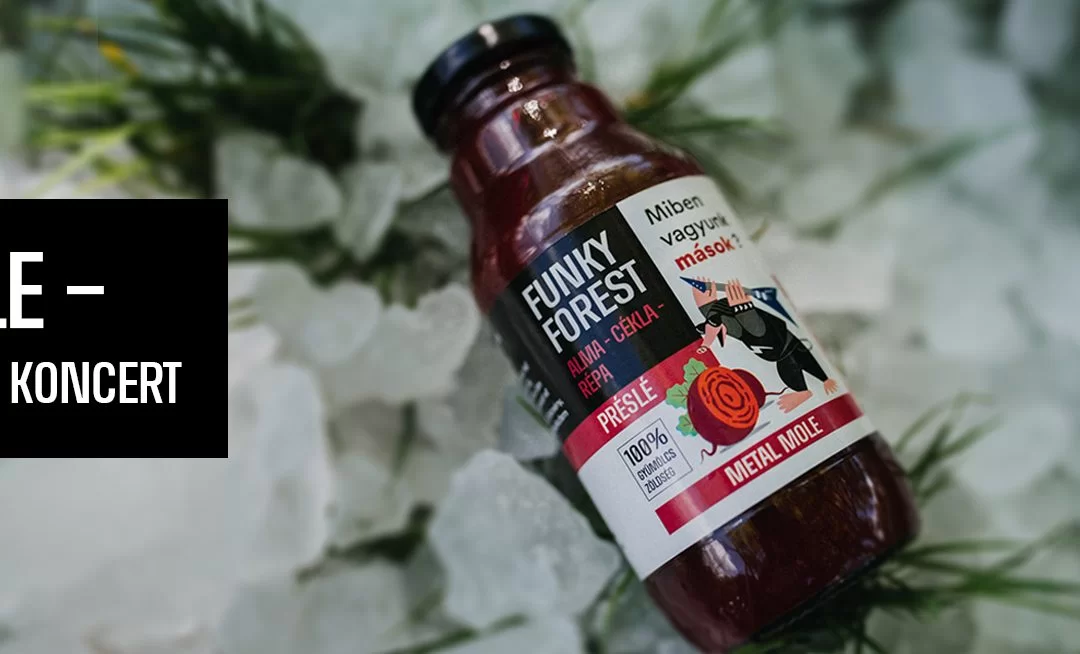 LE –
KONCERT
FUNKY
FOREST
ALMA - CÉKLA -
RÉPA
PRÉSLÉ
100%
GYÜMÖLCS
ZÖLDSÉG
Miben
vagyunk
mások ?
METAL MOLE